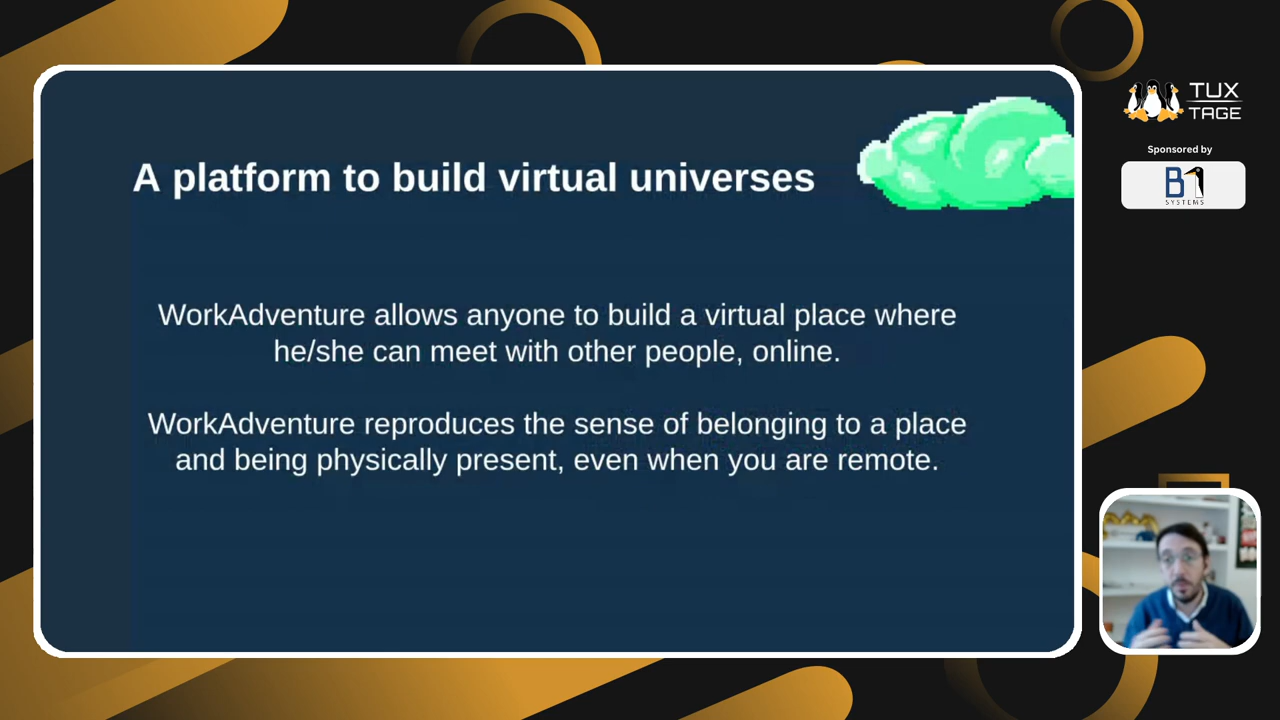 A platform to build virtual universes
WorkAdventure allows anyone to build a virtual place where
he/she can meet with other people, online.
WorkAdventure reproduces the sense of belonging to a place
and being physically present, even when you are remote.
TUX
TAGE
Sponsored by
B1
SYSTEMS